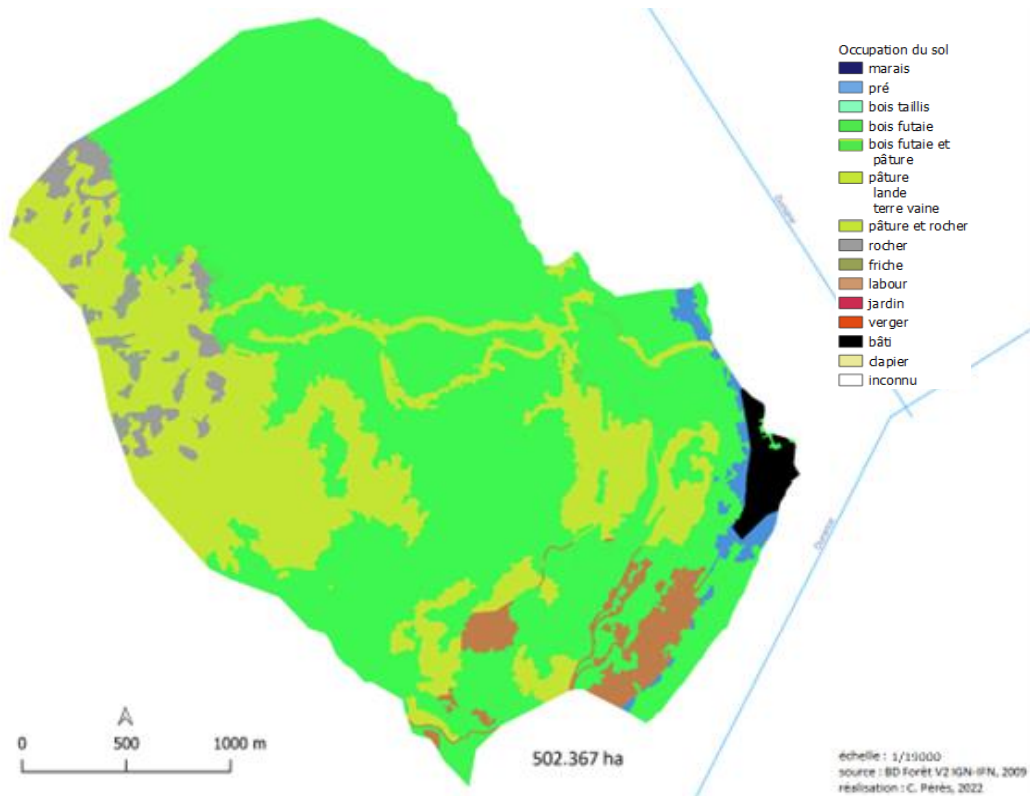 Occupation du sol
marais
pré
bois taillis
bois futaie
bois futaie et
pâture
pâture
lande
terre vaine
pâture et rocher
rocher
friche
labour
jardin
verger
bâti
clapier
inconnu
Durance
0 500 1000 m
502.367 ha
échelle : 1/19000
source : BD Forêt V2 IGN-IFN, 2009
réalisation : C. Pérès, 2022